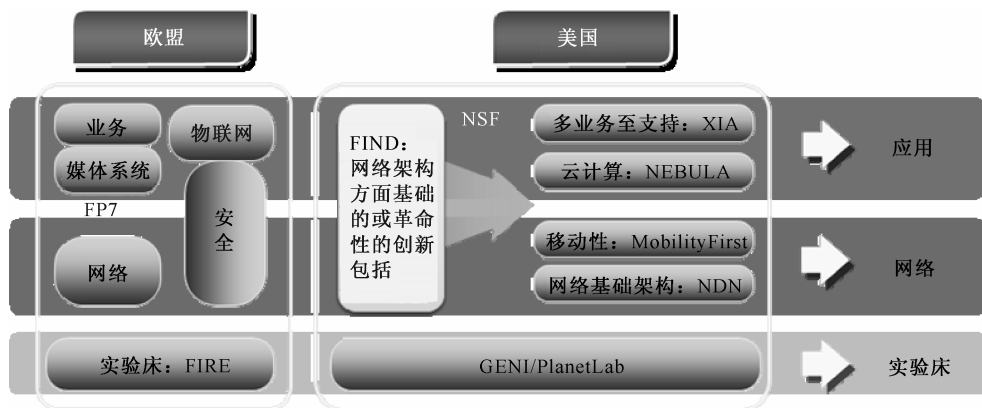 欧盟
美国
业务
物联网
媒体系统
FP7
安
全
网络
实验床：FIRE
NSF
FIND：
网络架构
方面基础
的或革命
性的创新
包括
多业务至支持：XIA
云计算：NEBULA
移动性：MobilityFirst
网络基础架构：NDN
GENI/PlanetLab
应用
网络
实验床